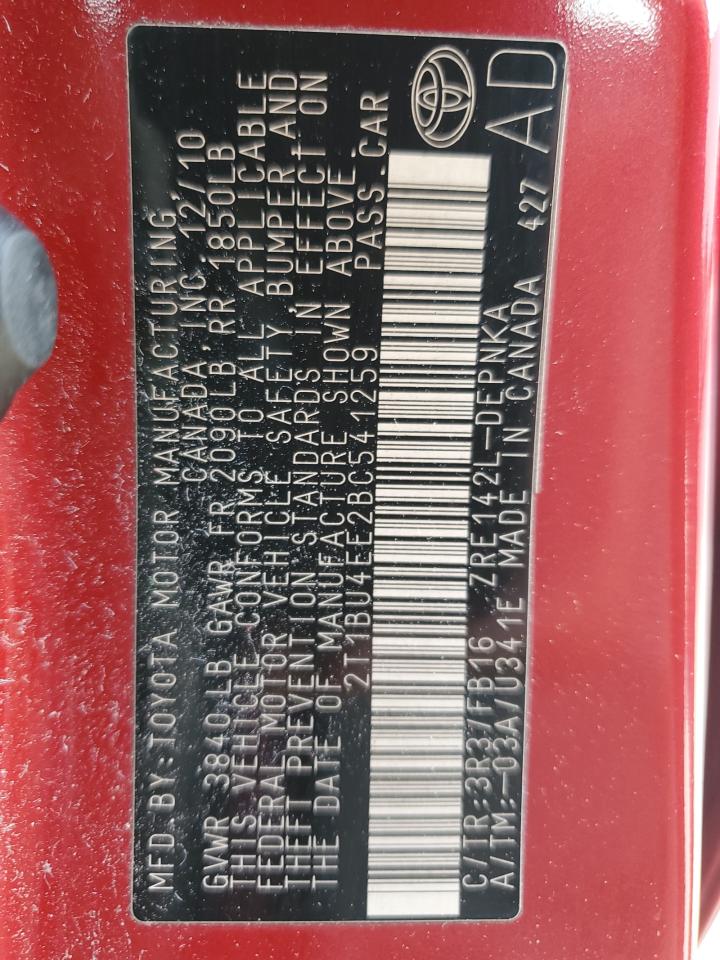 MFD.BY:TOYOTA MOTOR MANUFACTURING,
CANADA, INC. 12/10
GVWR 3840 LB GAWR FR 2090LB RR 1850LB
THIS VEHICLE CONFORMS TO ALL APPLICABLE
FEDERAL MOTOR VEHICLE SAFETY, BUMPER AND
THEFT PREVENTION STANDARDS IN EFFECT ON
THE DATE OF MANUFACTURE SHOWN ABOVE.
2T1BU4EE2BC541259 PASS.CAR
C/TR:3R3/FB16 ZRE142L-DEPNKA
A/TM:-03A/U341E MADE IN CANADA 427 AD